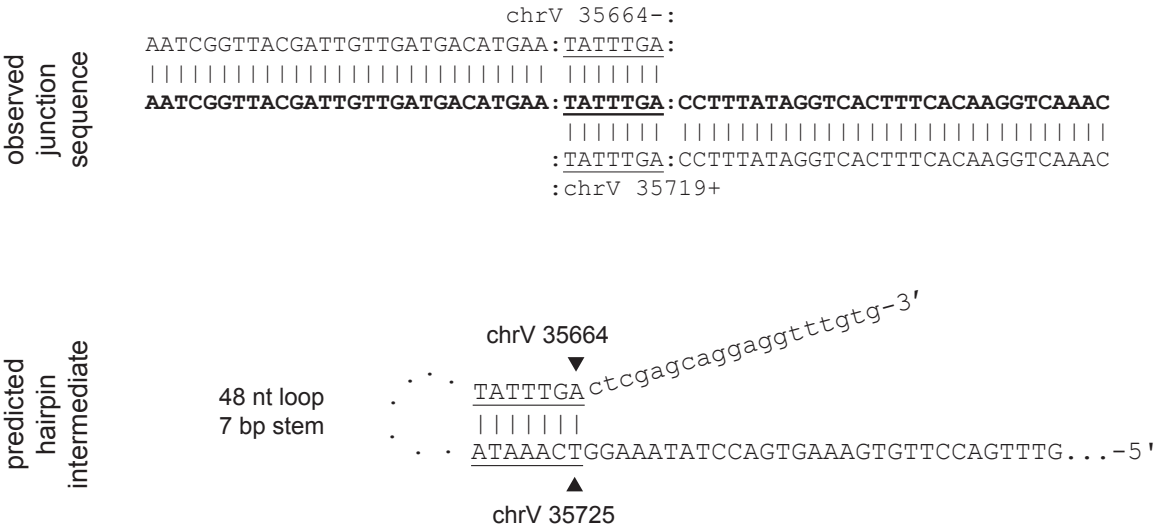 observed
junction
sequence
chrV 35664-:
AATCGGTTACGATTGTTGATGACATGAA:TATTTGA:
|||||||||||||||||||||||||||| |||||||
AATCGGTTACGATTGTTGATGACATGAA:TATTTGA:CCTTTATAGGTCACTTTCACAAGGTCAAAC
||||||| ||||||||||||||||||||||||||||||
:TATTTGA:CCTTTATAGGTCACTTTCACAAGGTCAAAC
:chrV 35719+
predicted
hairpin
intermediate
48 nt loop
7 bp stem
chrV 35664
. . . TATTTGActcgagcaggaggtttgtg-3'
|||||||
. . . ATAAACTGGAAATATCCAGTGAAAGTGTTCCAGTTTG...-5'
chrV 35725